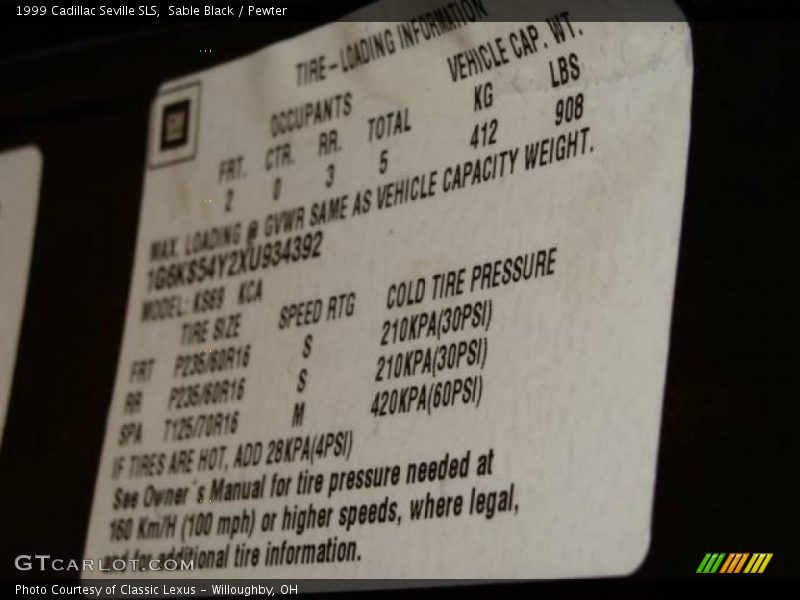 1999 Cadillac Seville SLS, Sable Black / Pewter
TIRE-LOADING INFORMATION
OCCUPANTS VEHICLE CAP. WT.
FRT. CTR. RR. TOTAL KG LBS
2 0 3 5 412 908
MAX. LOADING @ GVWR SAME AS VEHICLE CAPACITY WEIGHT.
1G6KS54Y2XU934392
MODEL: KS69 KCA
TIRE SIZE SPEED RTG COLD TIRE PRESSURE
FRT P235/60R16 S 210KPA(30PSI)
RR P235/60R16 S 210KPA(30PSI)
SPA T125/70R16 M 420KPA(60PSI)
IF TIRES ARE HOT, ADD 28KPA(4PSI)
See Owner's Manual for tire pressure needed at
160 Km/H (100 mph) or higher speeds, where legal,
and for additional tire information.
GTCARLOT.COM
Photo Courtesy of Classic Lexus - Willoughby, OH